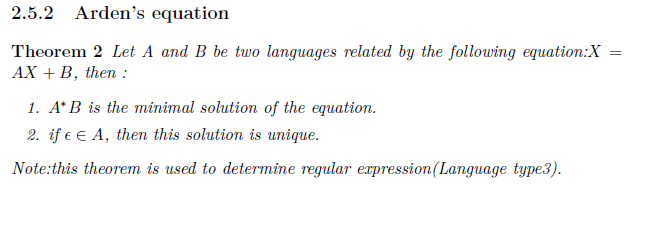 2.5.2 Arden's equation
Theorem 2 Let A and B be two languages related by the following equation:X =
AX + B, then :
1. A*B is the minimal solution of the equation.
2. if ϵ ∈ A, then this solution is unique.
Note:this theorem is used to determine regular expression(Language type3).